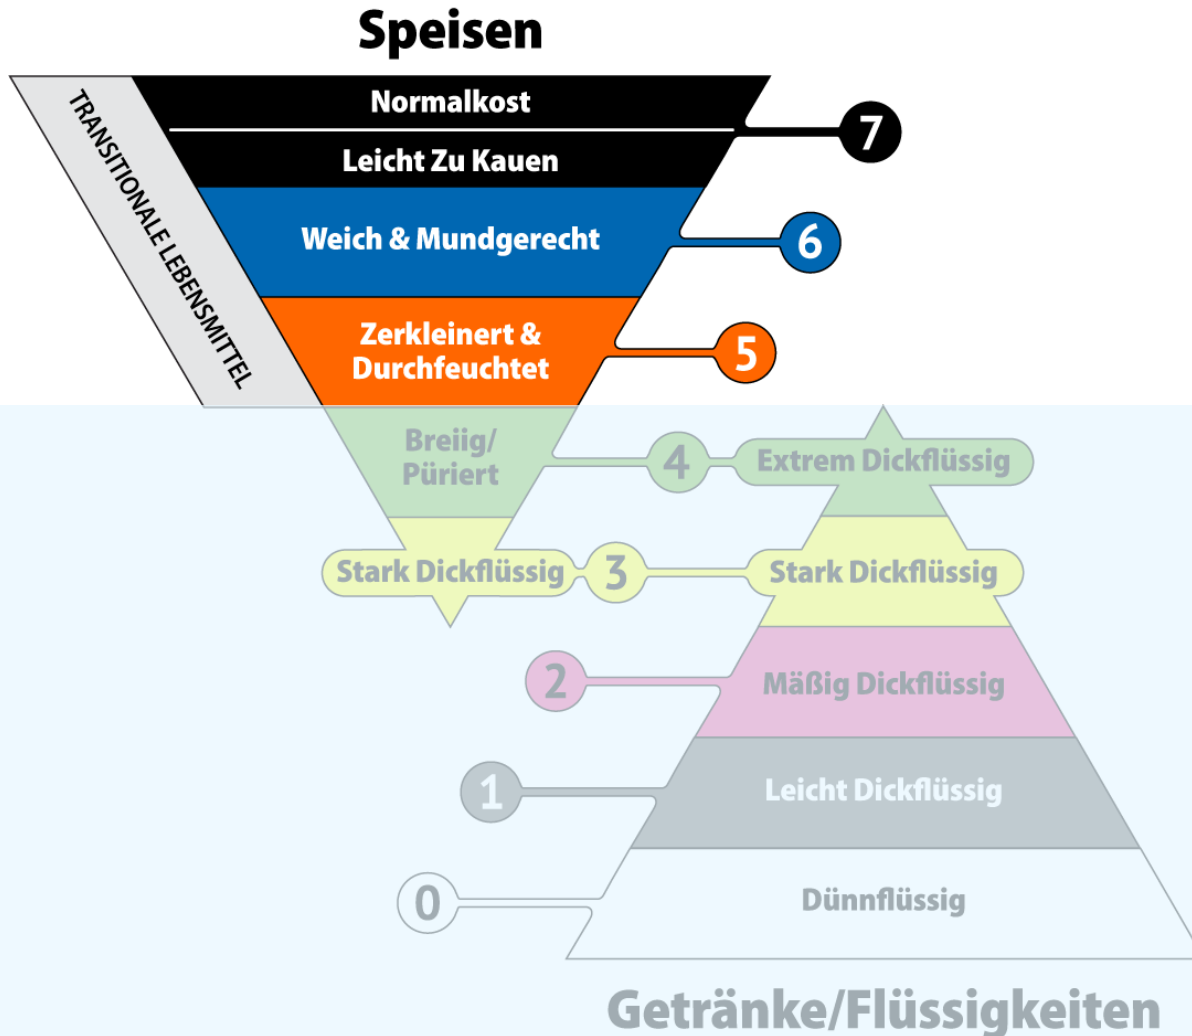 Speisen
TRANSITIONALE LEBENSMITTEL
Normalkost
7
Leicht Zu Kauen
Weich & Mundgerecht
6
Zerkleinert &
Durchfeuchtet
5
Breiig/
Püriert
4
Extrem Dickflüssig
Stark Dickflüssig
3
Stark Dickflüssig
2
Mäßig Dickflüssig
1
Leicht Dickflüssig
0
Dünnflüssig
Getränke/Flüssigkeiten